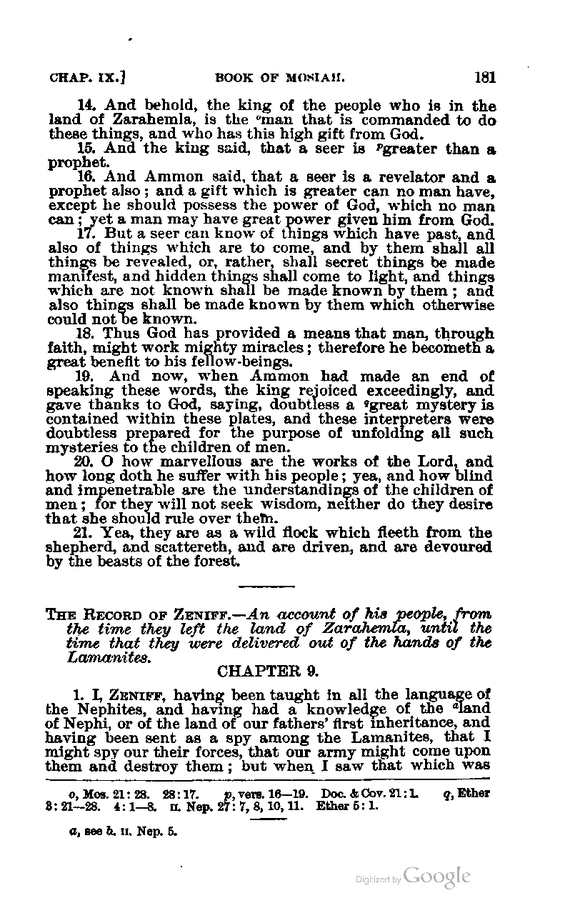 CHAP. IX.] BOOK OF MOSIAH. 181
14. And behold, the king of the people who is in the
land of Zarahemla, is the ᵒman that is commanded to do
these things, and who has this high gift from God.
15. And the king said, that a seer is ᵖgreater than a
prophet.
16. And Ammon said, that a seer is a revelator and a
prophet also; and a gift which is greater can no man have,
except he should possess the power of God, which no man
can; yet a man may have great power given him from God.
17. But a seer can know of things which have past, and
also of things which are to come, and by them shall all
things be revealed, or, rather, shall secret things be made
manifest, and hidden things shall come to light, and things
which are not known shall be made known by them; and
also things shall be made known by them which otherwise
could not be known.
18. Thus God has provided a means that man, through
faith, might work mighty miracles; therefore he becometh a
great benefit to his fellow-beings.
19. And now, when Ammon had made an end of
speaking these words, the king rejoiced exceedingly, and
gave thanks to God, saying, doubtless a ᵠgreat mystery is
contained within these plates, and these interpreters were
doubtless prepared for the purpose of unfolding all such
mysteries to the children of men.
20. O how marvellous are the works of the Lord, and
how long doth he suffer with his people; yea, and how blind
and impenetrable are the understandings of the children of
men; for they will not seek wisdom, neither do they desire
that she should rule over them.
21. Yea, they are as a wild flock which fleeth from the
shepherd, and scattereth, and are driven, and are devoured
by the beasts of the forest.
THE RECORD OF ZENIFF.—An account of his people, from
the time they left the land of Zarahemla, until the
time that they were delivered out of the hands of the
Lamanites.
CHAPTER 9.
1. I, ZENIFF, having been taught in all the language of
the Nephites, and having had a knowledge of the ᵃland
of Nephi, or of the land of our fathers' first inheritance, and
having been sent as a spy among the Lamanites, that I
might spy our their forces, that our army might come upon
them and destroy them; but when I saw that which was
o, Mos. 21: 28. 28: 17. p, vers. 16—19. Doc. & Cov. 21: 1. q, Ether
3: 21—28. 4: 1—8. II. Nep. 27: 7, 8, 10, 11. Ether 5: 1.
a, see b. II. Nep. 5.
Digitized by Google